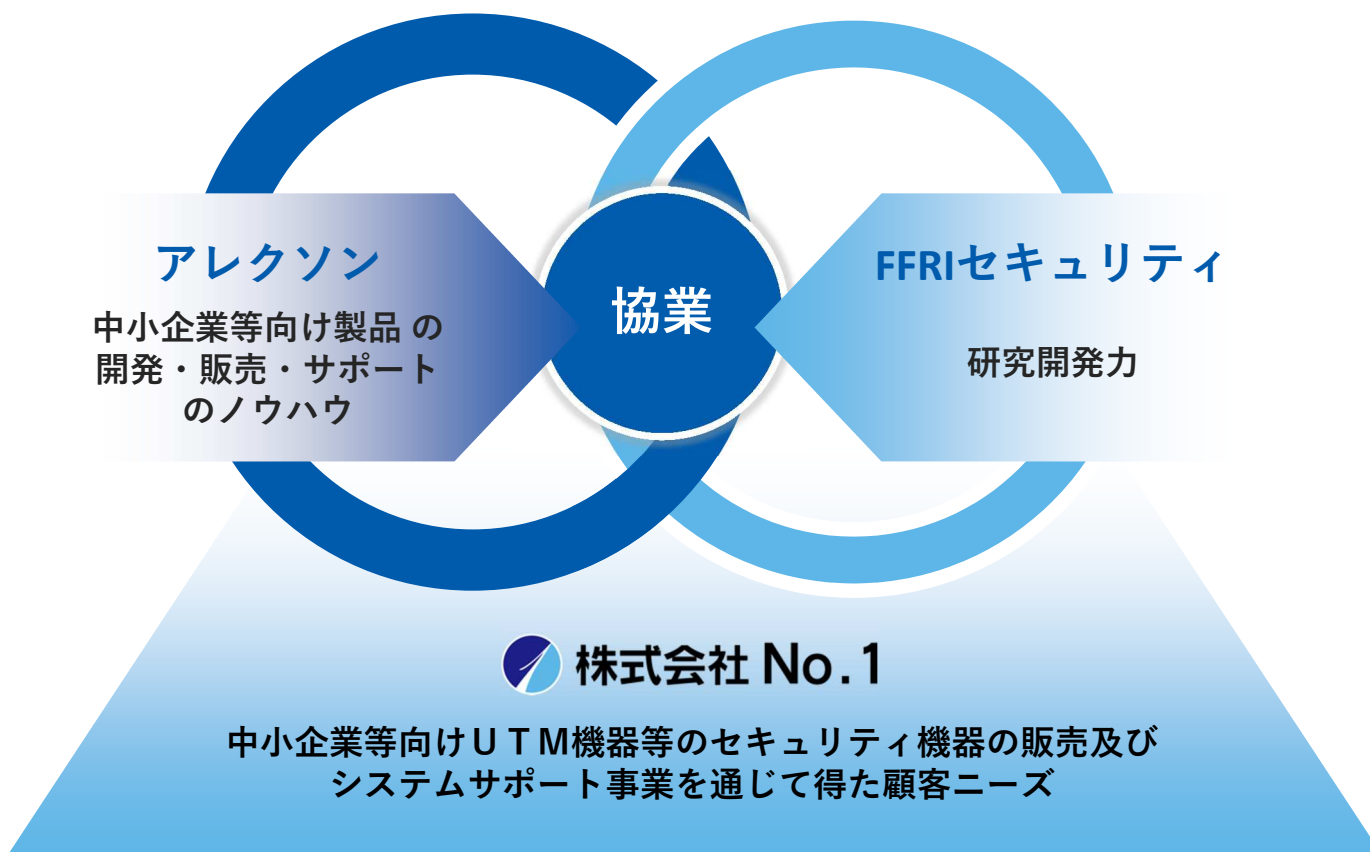 アレクソン
中小企業等向け製品 の
開発・販売・サポート
のノウハウ
協業
FFRIセキュリティ
研究開発力
株式会社 No.1
中小企業等向けＵＴＭ機器等のセキュリティ機器の販売及び
システムサポート事業を通じて得た顧客ニーズ